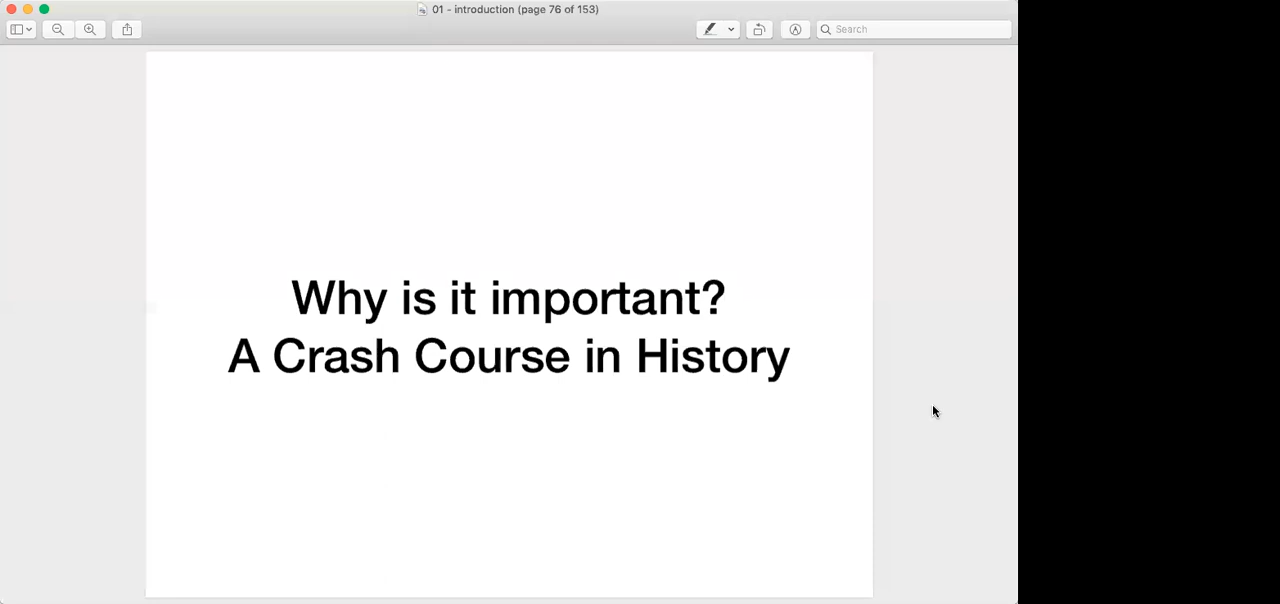 01 - introduction (page 76 of 153)
Search
Why is it important?
A Crash Course in History